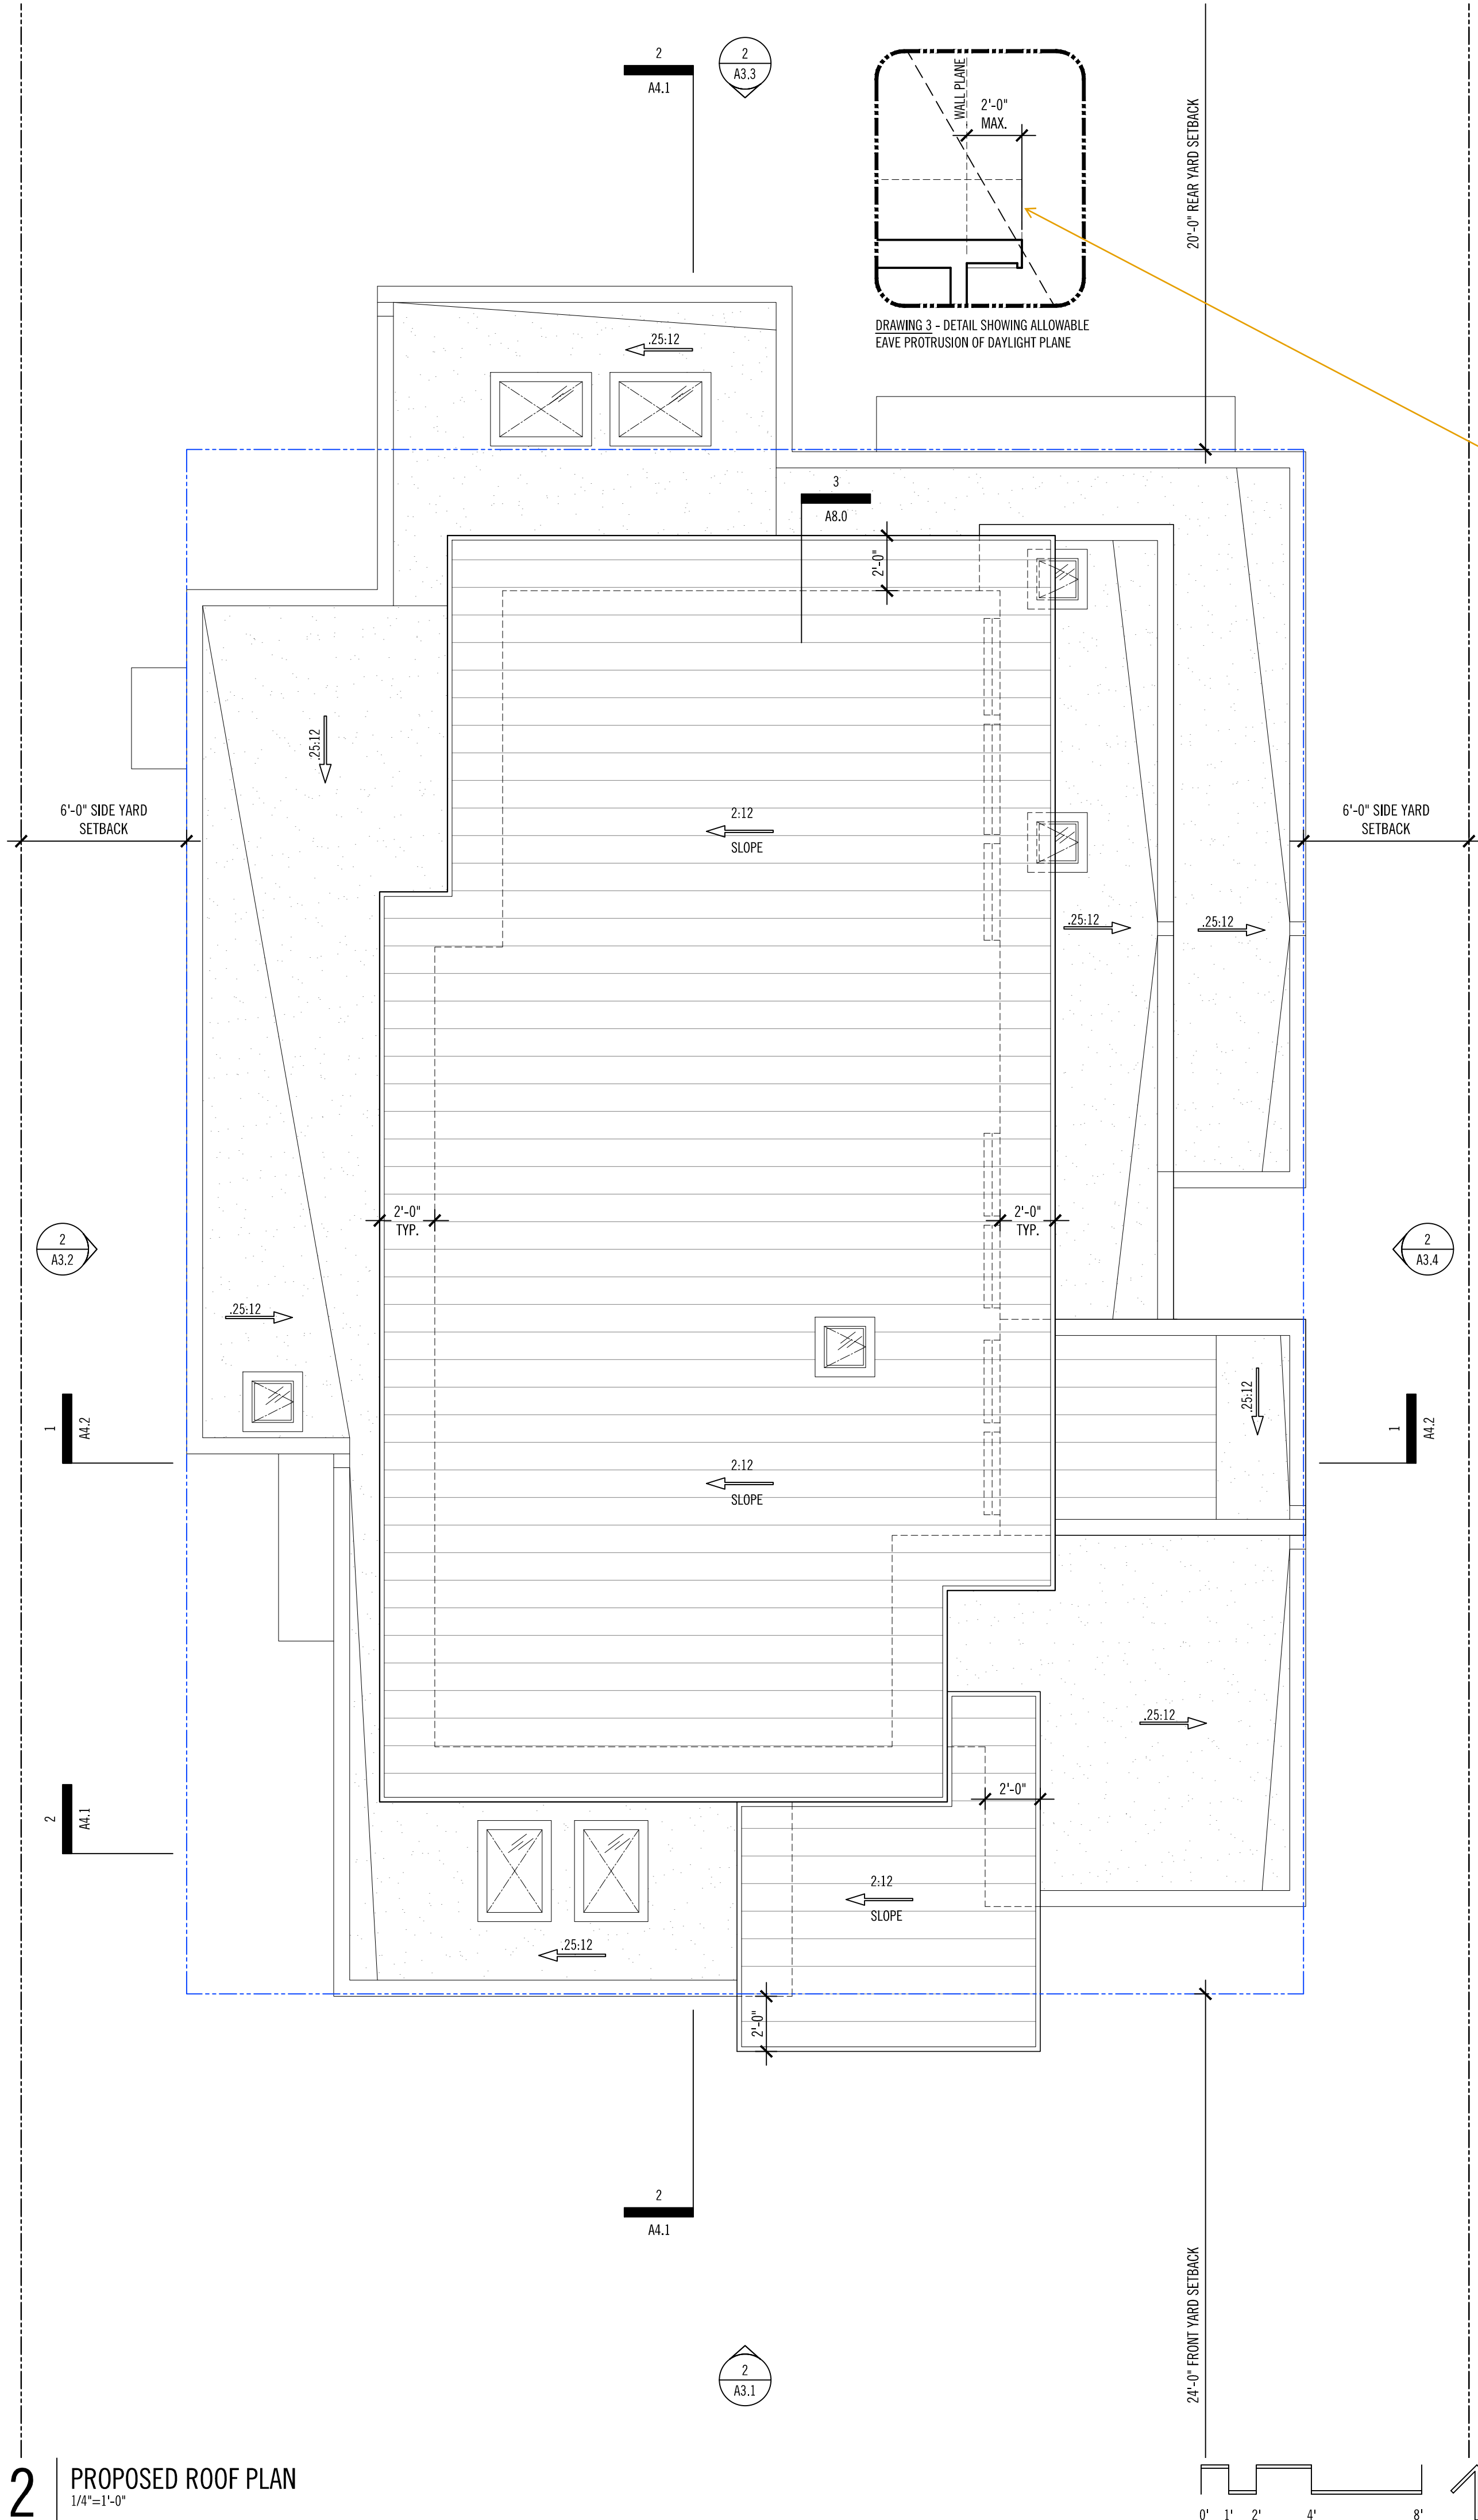 2
A4.1
2
A3.3
WALL PLANE
2'-0"
MAX.
20'-0" REAR YARD SETBACK
DRAWING 3 - DETAIL SHOWING ALLOWABLE
EAVE PROTRUSION OF DAYLIGHT PLANE
.25:12
3
A8.0
2'-0"
.25:12
6'-0" SIDE YARD
SETBACK
2:12
SLOPE
6'-0" SIDE YARD
SETBACK
.25:12
.25:12
2'-0"
TYP.
2'-0"
TYP.
2
A3.2
2
A3.4
.25:12
.25:12
1
A4.2
1
A4.2
2:12
SLOPE
.25:12
2
A4.1
2'-0"
2:12
SLOPE
.25:12
2'-0"
2
A4.1
24'-0" FRONT YARD SETBACK
2
A3.1
2
PROPOSED ROOF PLAN
1/4"=1'-0"
0' 1' 2' 4' 8'